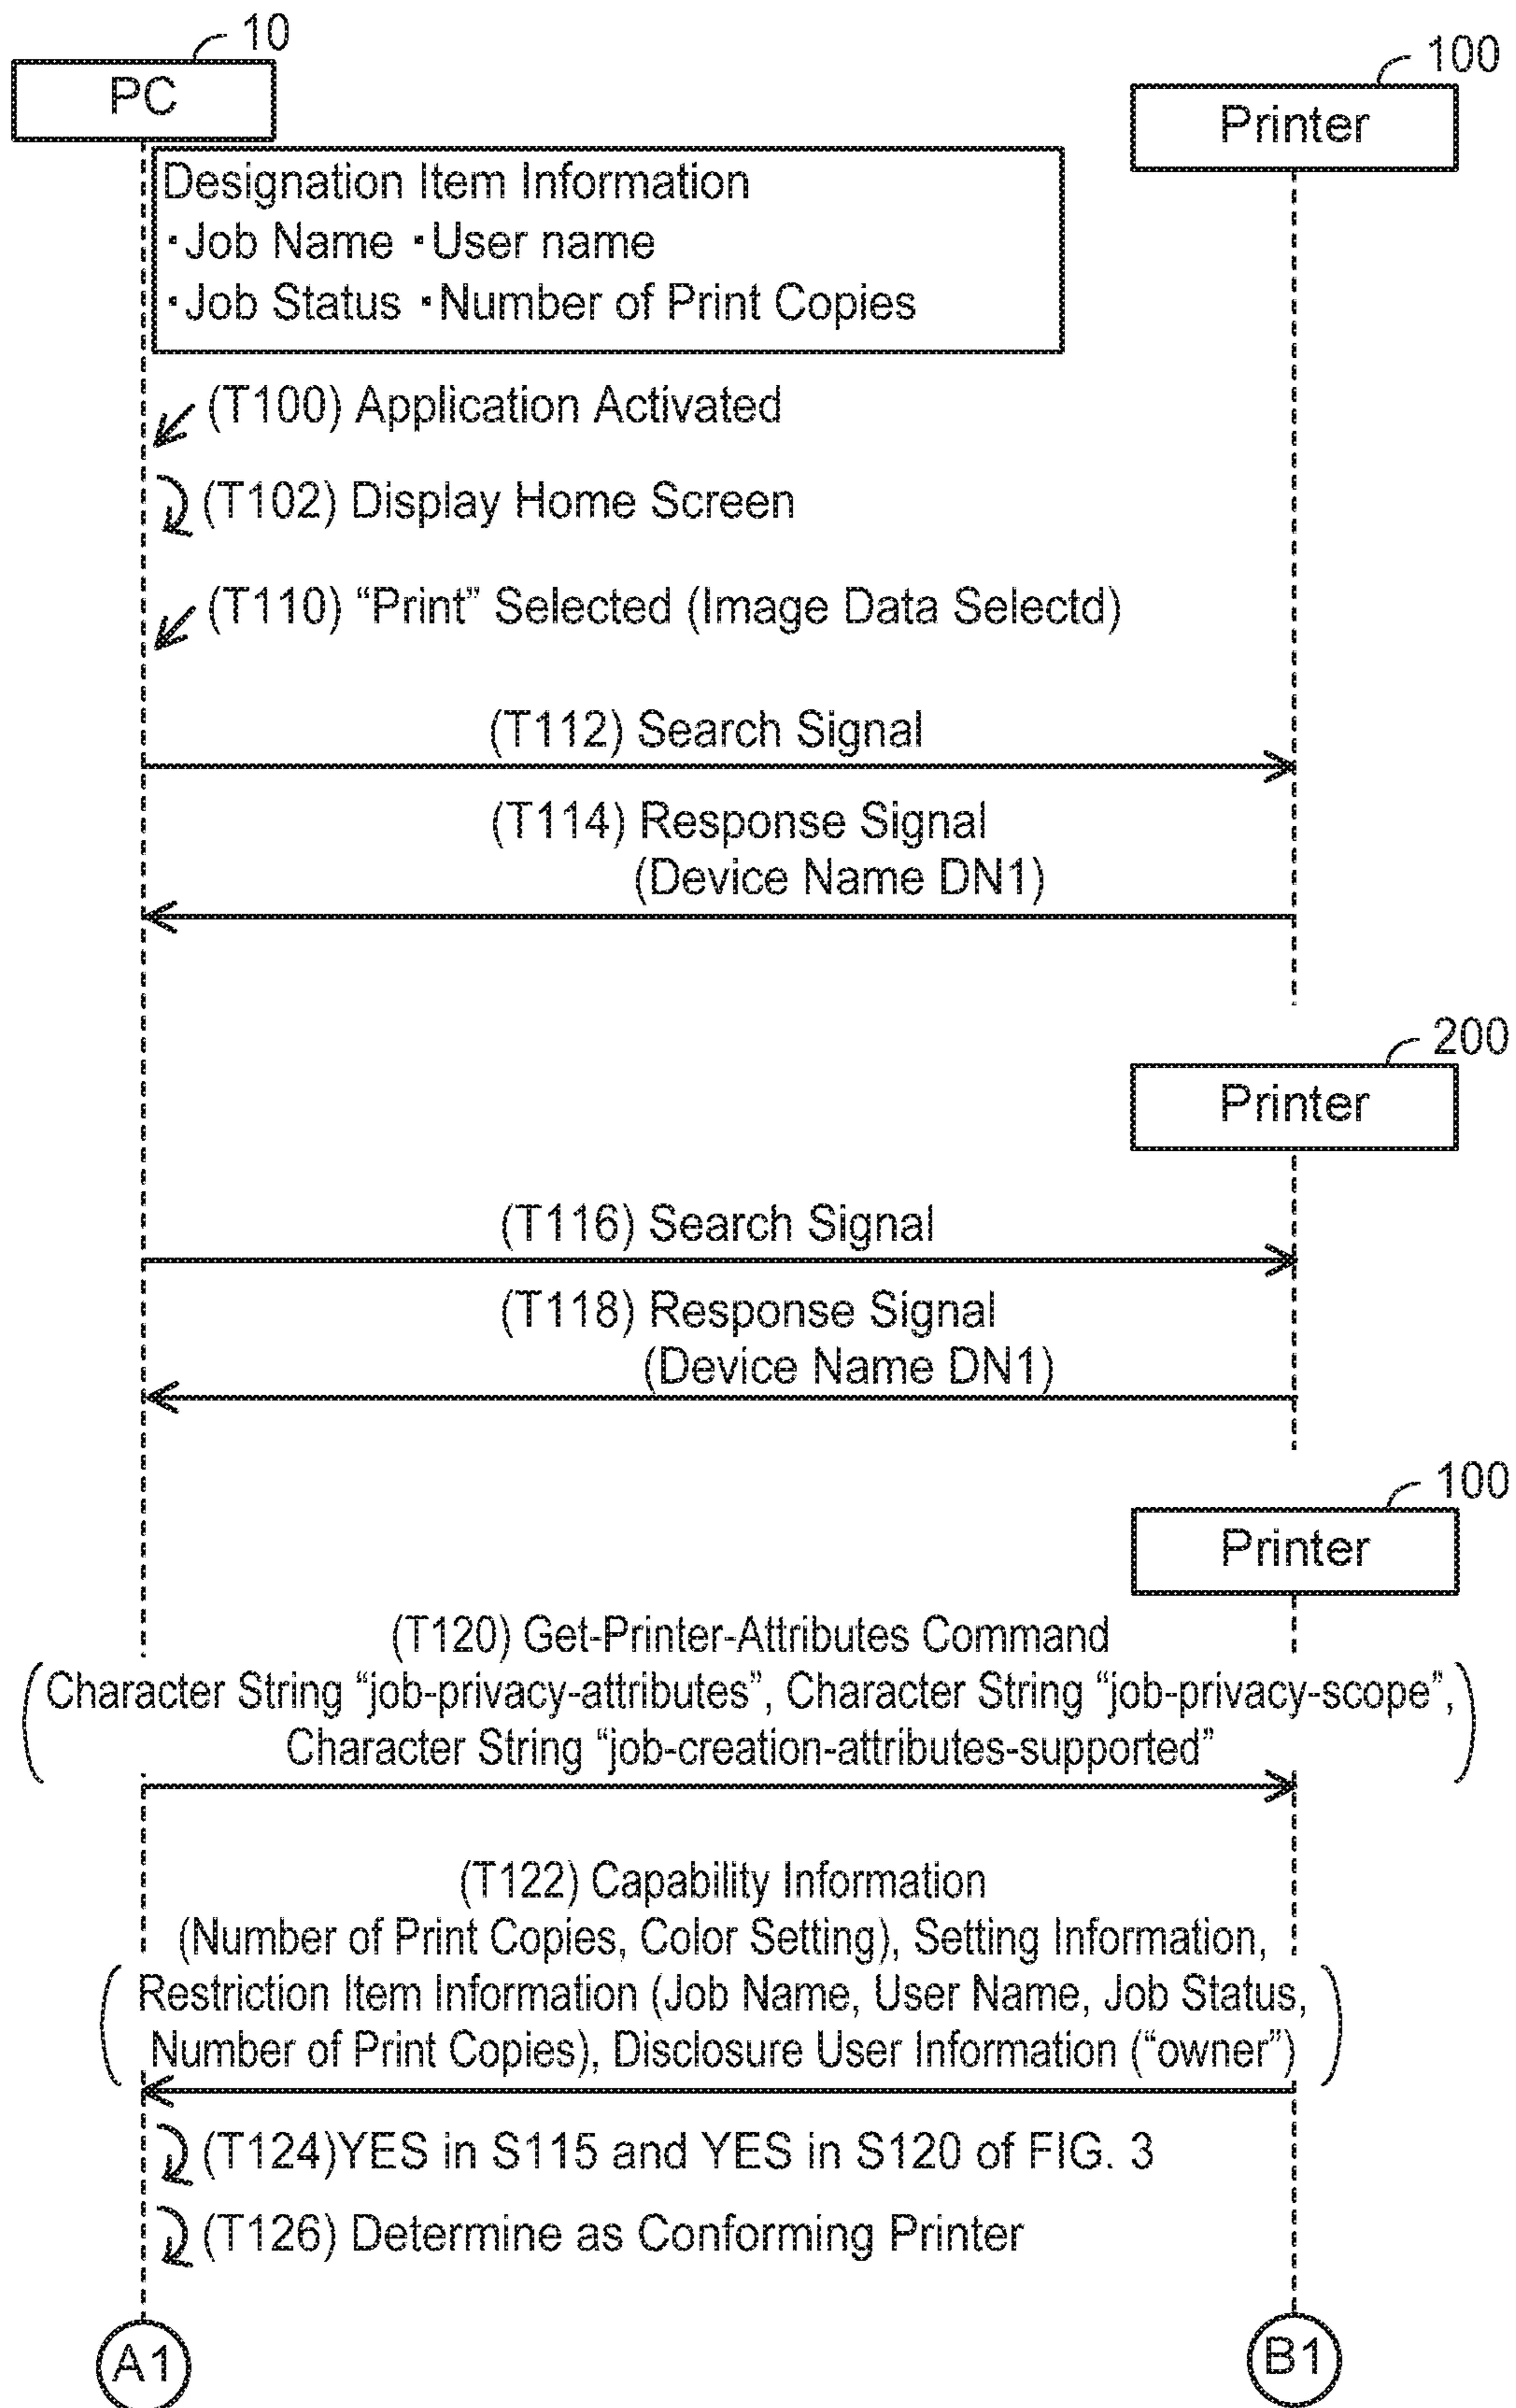 10
PC
100
Printer
Designation Item Information
・Job Name ・User name
・Job Status ・Number of Print Copies
(T100) Application Activated
(T102) Display Home Screen
(T110) “Print” Selected (Image Data Selectd)
(T112) Search Signal
(T114) Response Signal
(Device Name DN1)
200
Printer
(T116) Search Signal
(T118) Response Signal
(Device Name DN1)
100
Printer
(T120) Get-Printer-Attributes Command
(Character String “job-privacy-attributes”, Character String “job-privacy-scope”,
Character String “job-creation-attributes-supported”)
(T122) Capability Information
(Number of Print Copies, Color Setting), Setting Information,
(Restriction Item Information (Job Name, User Name, Job Status,
Number of Print Copies), Disclosure User Information (“owner”))
(T124)YES in S115 and YES in S120 of FIG. 3
(T126) Determine as Conforming Printer
A1
B1